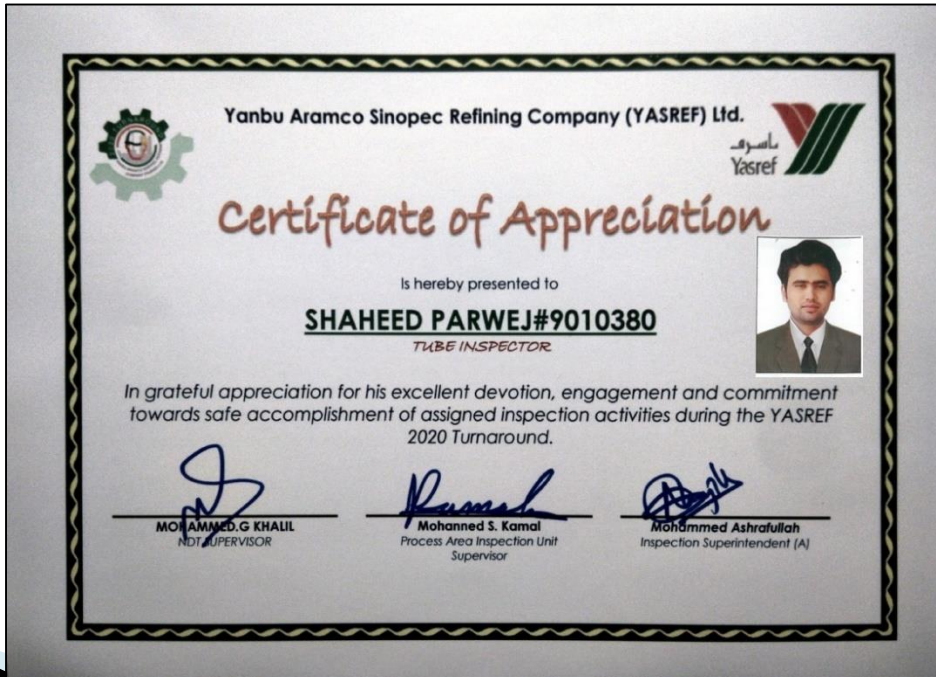 Yanbu Aramco Sinopec Refining Company (YASREF) Ltd.
ياسرف
Yasref
Certificate of Appreciation
Is hereby presented to
SHAHEED PARWEJ#9010380
TUBE INSPECTOR
In grateful appreciation for his excellent devotion, engagement and commitment
towards safe accomplishment of assigned inspection activities during the YASREF
2020 Turnaround.
MOHAMMED.G KHALIL
NDT SUPERVISOR
Mohanned S. Kamal
Process Area Inspection Unit
Supervisor
Mohammed Ashrafullah
Inspection Superintendent (A)